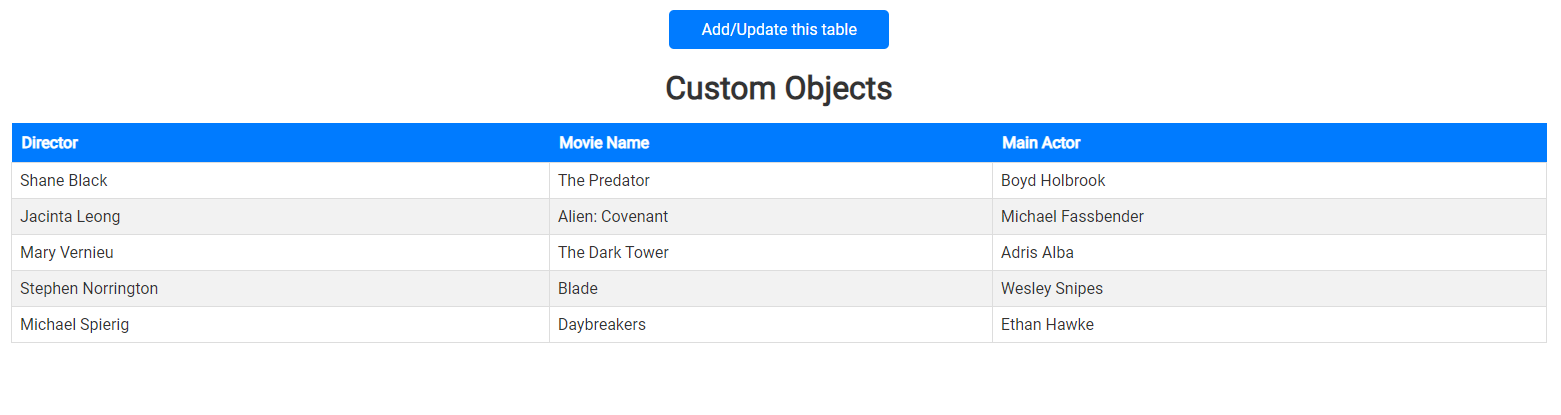 Add/Update this table
Custom Objects
Director Movie Name Main Actor
Shane Black The Predator Boyd Holbrook
Jacinta Leong Alien: Covenant Michael Fassbender
Mary Vernieu The Dark Tower Adris Alba
Stephen Norrington Blade Wesley Snipes
Michael Spierig Daybreakers Ethan Hawke